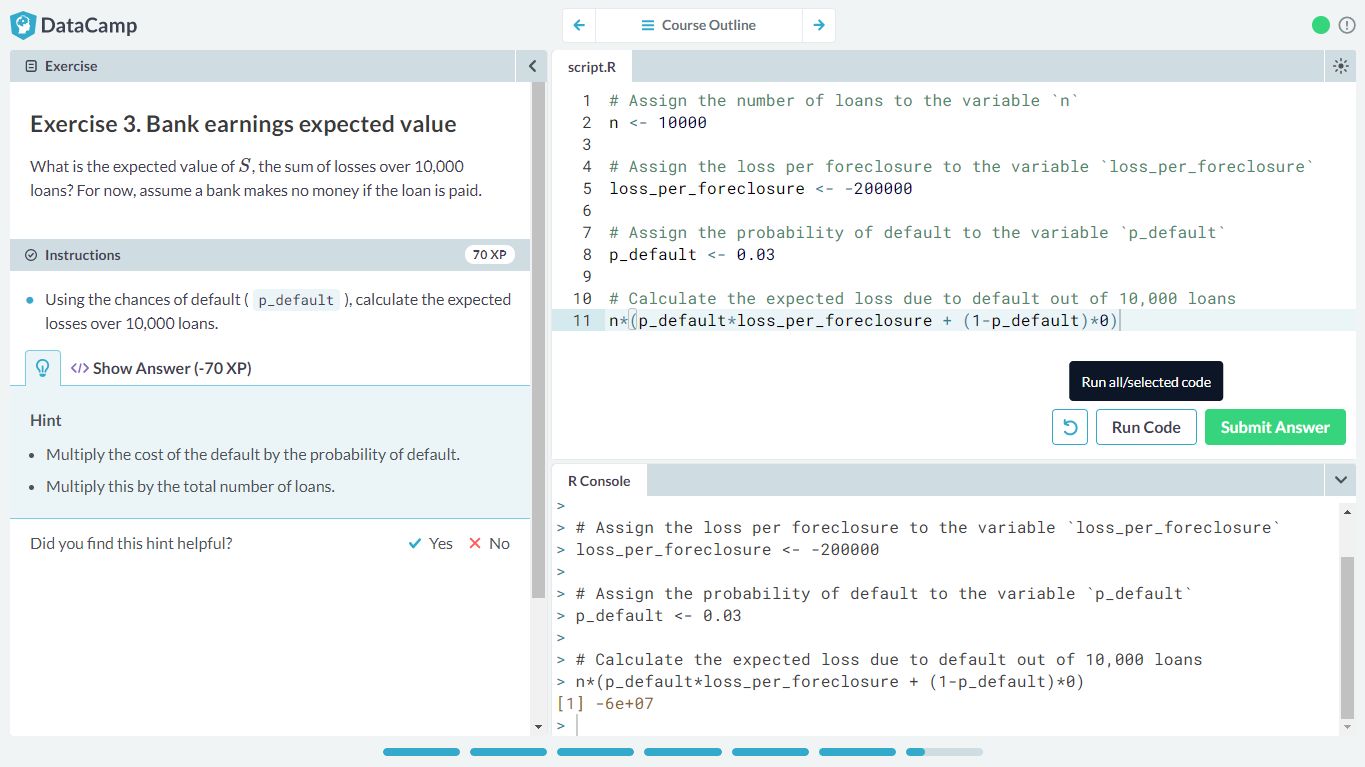 DataCamp
Course Outline
Exercise
Exercise 3. Bank earnings expected value
What is the expected value of S, the sum of losses over 10,000
loans? For now, assume a bank makes no money if the loan is paid.
Instructions
70 XP
Using the chances of default ( p_default ), calculate the expected
losses over 10,000 loans.
</> Show Answer (-70 XP)
Hint
Multiply the cost of the default by the probability of default.
Multiply this by the total number of loans.
Did you find this hint helpful?
Yes
No
script.R
1 # Assign the number of loans to the variable `n`
2 n <- 10000
3
4 # Assign the loss per foreclosure to the variable `loss_per_foreclosure`
5 loss_per_foreclosure <- -200000
6
7 # Assign the probability of default to the variable `p_default`
8 p_default <- 0.03
9
10 # Calculate the expected loss due to default out of 10,000 loans
11 n*(p_default*loss_per_foreclosure + (1-p_default)*0)
Run all/selected code
Run Code
Submit Answer
R Console
>
> # Assign the loss per foreclosure to the variable `loss_per_foreclosure`
> loss_per_foreclosure <- -200000
>
> # Assign the probability of default to the variable `p_default`
> p_default <- 0.03
>
> # Calculate the expected loss due to default out of 10,000 loans
> n*(p_default*loss_per_foreclosure + (1-p_default)*0)
[1] -6e+07
>